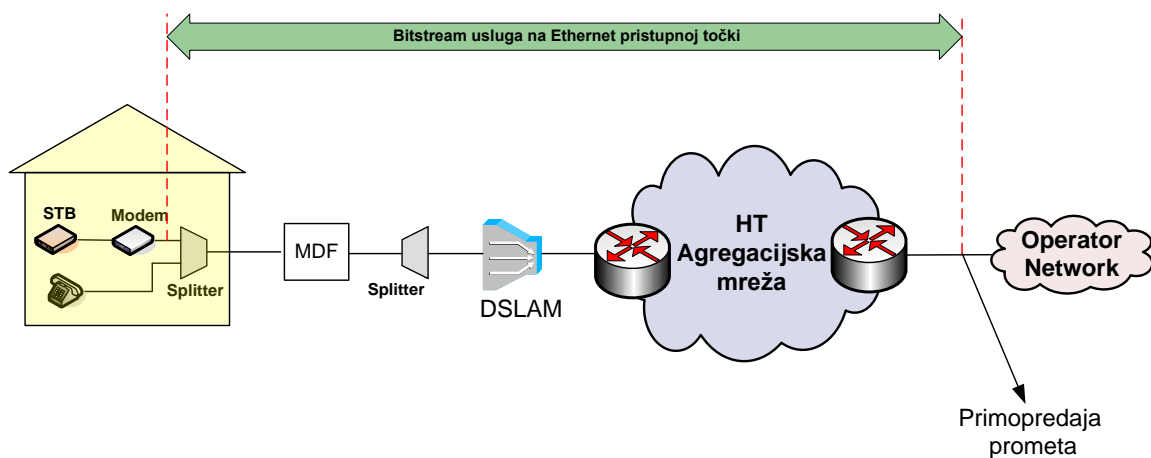 Bitstream usluga na Ethernet pristupnoj točki
STB
Modem
Splitter
MDF
Splitter
DSLAM
HT
Agregacijska
mreža
Operator
Network
Primopredaja
prometa